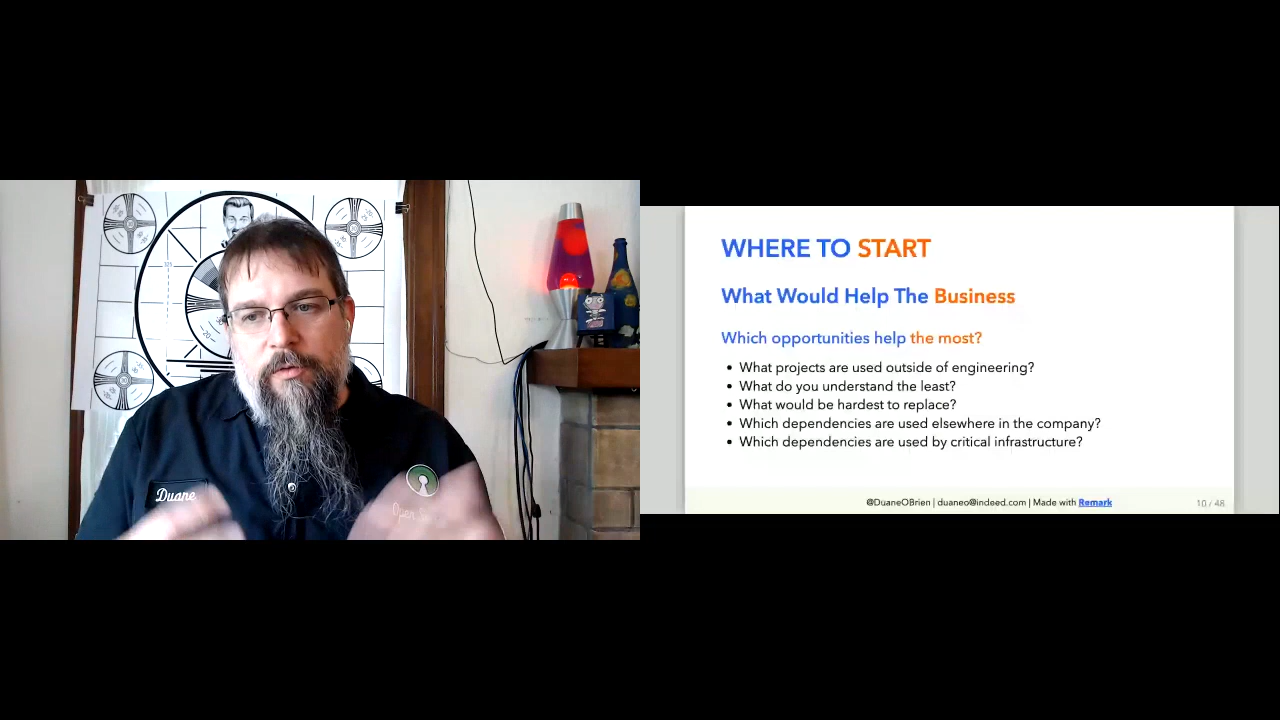 Duane
Open
WHERE TO START
What Would Help The Business
Which opportunities help the most?
• What projects are used outside of engineering?
• What do you understand the least?
• What would be hardest to replace?
• Which dependencies are used elsewhere in the company?
• Which dependencies are used by critical infrastructure?
@DuaneOBrien | duaneo@indeed.com | Made with Remark
10 / 48